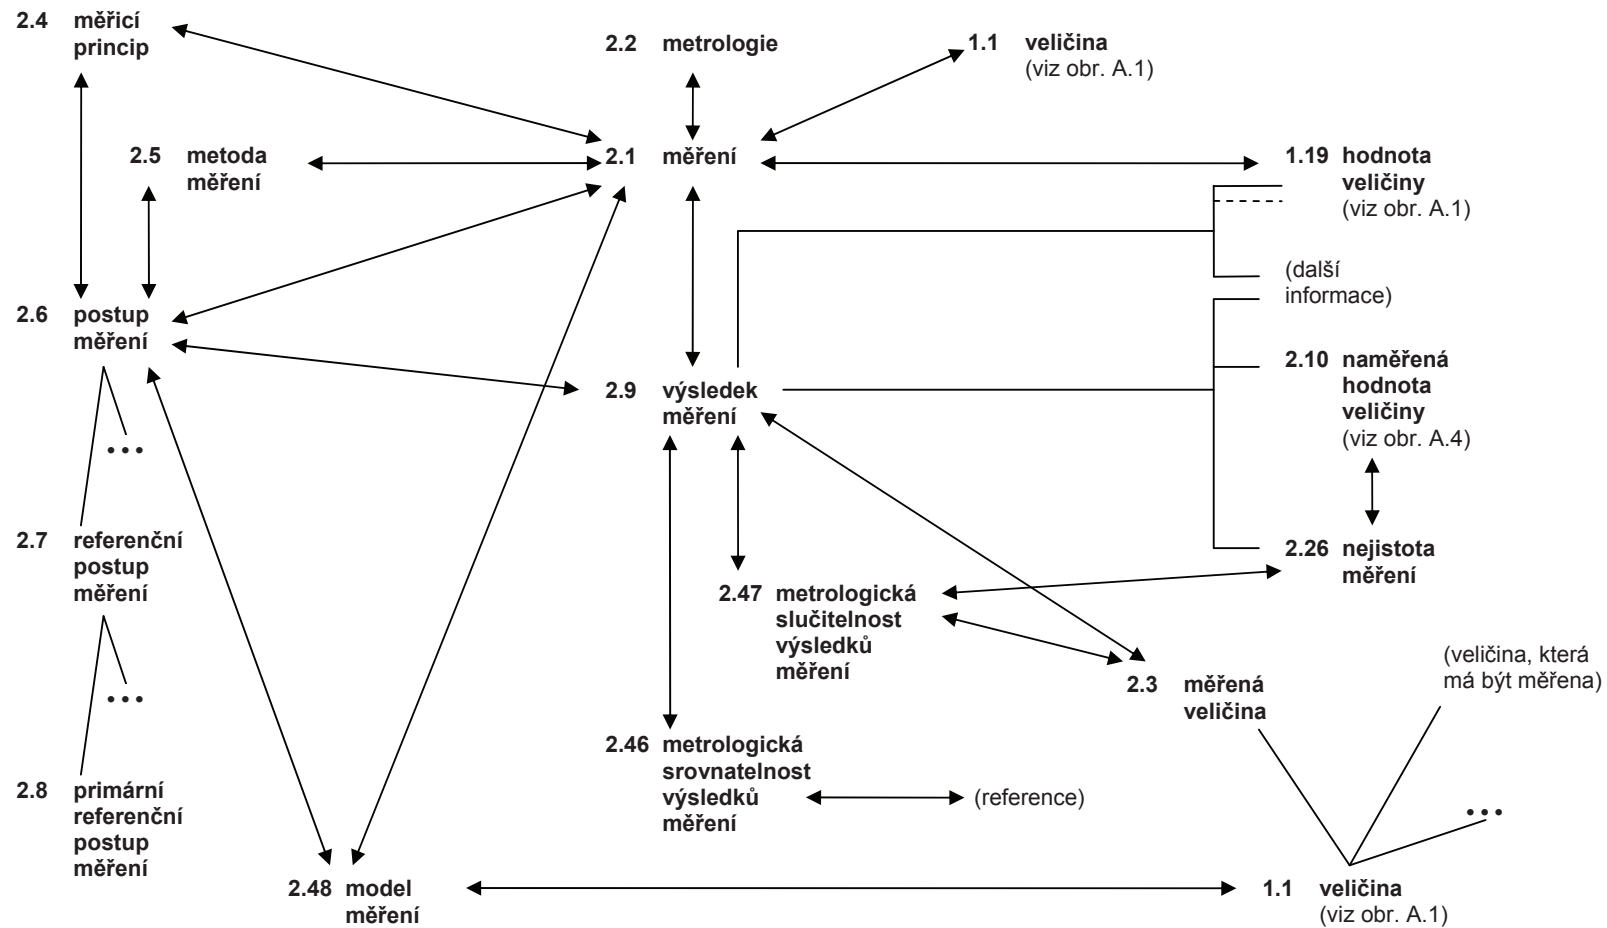 2.4 měřicí
princip
2.2 metrologie
1.1 veličina
(viz obr. A.1)
2.5 metoda
měření
2.1 měření
1.19 hodnota
veličiny
(viz obr. A.1)
(další
informace)
2.6 postup
měření
2.9 výsledek
měření
2.10 naměřená
hodnota
veličiny
(viz obr. A.4)
•••
2.7 referenční
postup
měření
2.26 nejistota
měření
2.47 metrologická
slučitelnost
výsledků
měření
(veličina, která
má být měřena)
2.3 měřená
veličina
•••
2.46 metrologická
srovnatelnost
výsledků
měření
(reference)
2.8 primární
referenční
postup
měření
•••
2.48 model
měření
1.1 veličina
(viz obr. A.1)